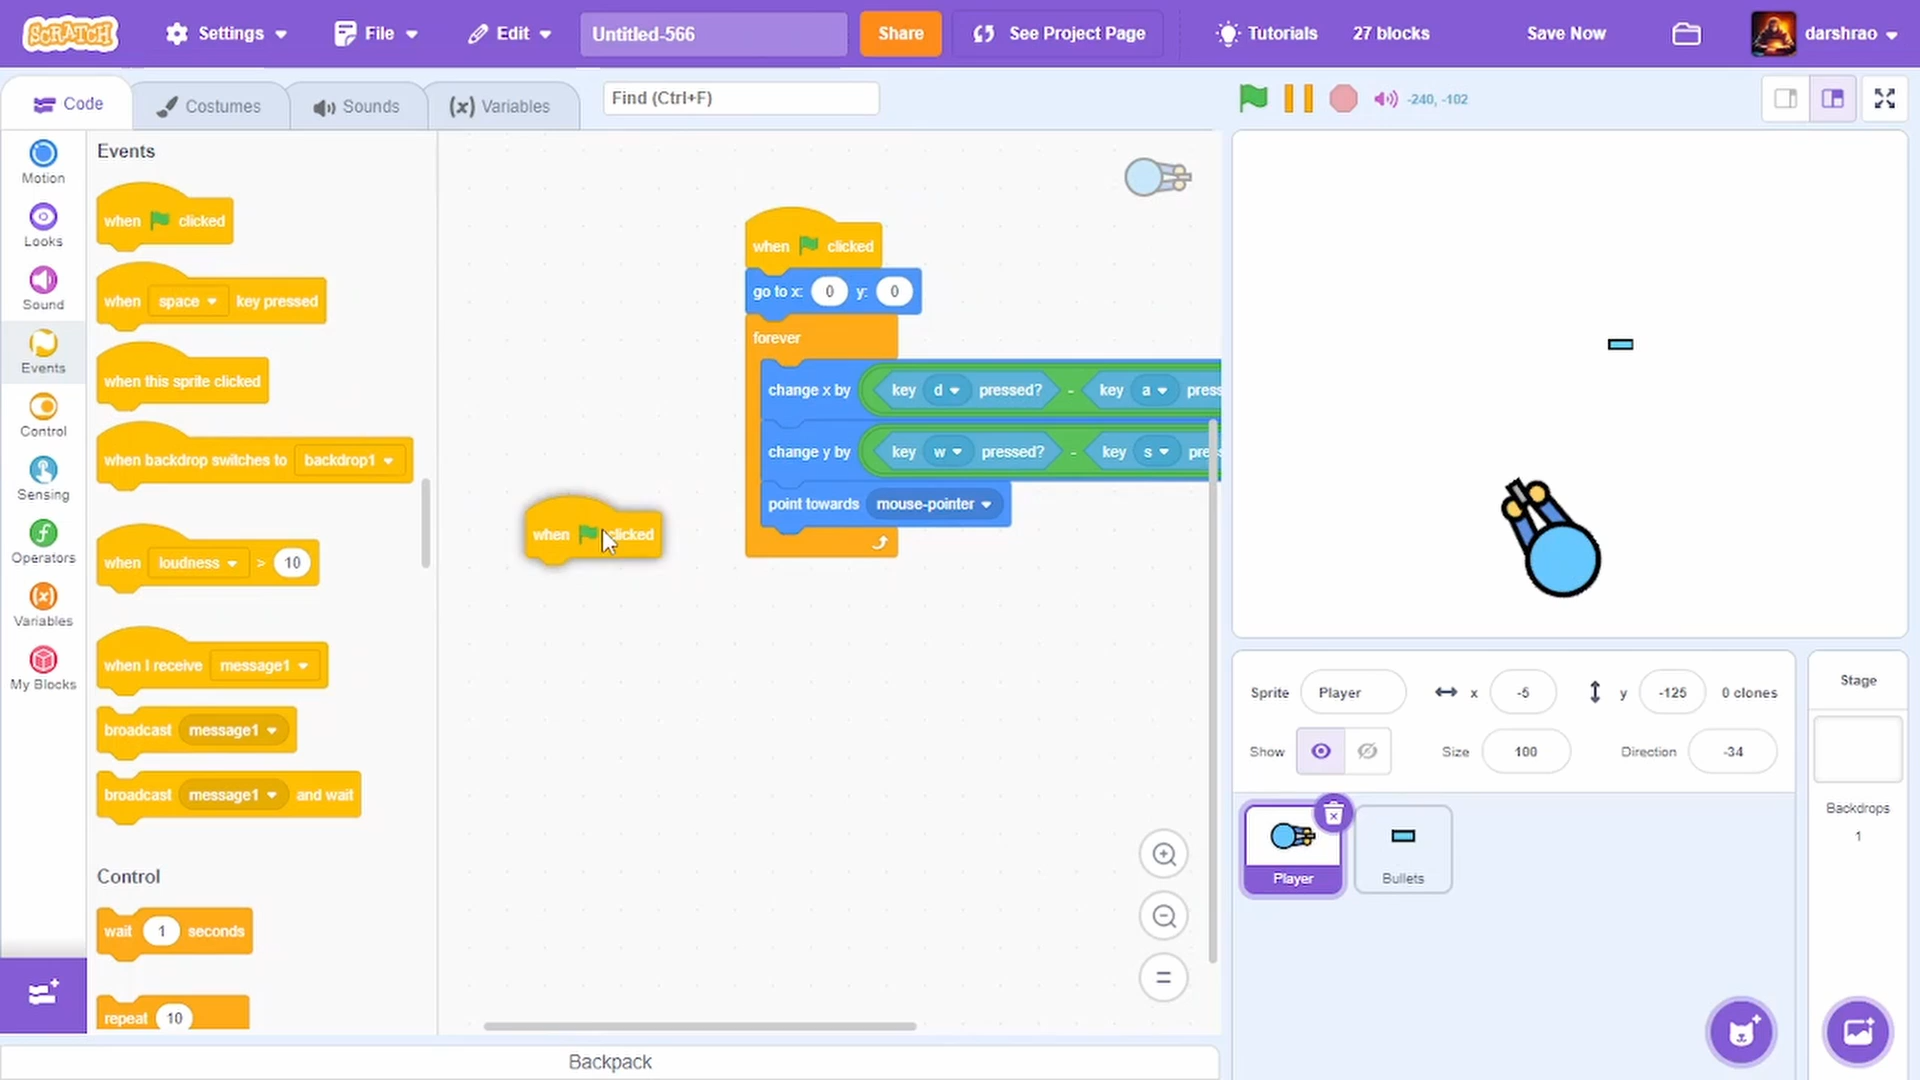 SCRATCH Settings File Edit Untitled-566 Share See Project Page Tutorials 27 blocks Save Now darshrao
Code Costumes Sounds (x) Variables Find (Ctrl+F) -240, -102
Motion
Looks
Sound
Events
Control
Sensing
Operators
Variables
My Blocks
Events
when clicked
when space key pressed
when this sprite clicked
when backdrop switches to backdrop1
when loudness > 10
when I receive message1
broadcast message1
broadcast message1 and wait
Control
wait 1 seconds
repeat 10
when clicked
go to x: 0 y: 0
forever
change x by key d pressed? - key a press
change y by key w pressed? - key s pres
point towards mouse-pointer
when clicked
Backpack
Sprite Player x -5 y -125 0 clones
Show Size 100 Direction -34
Player
Bullets
Stage
Backdrops
1